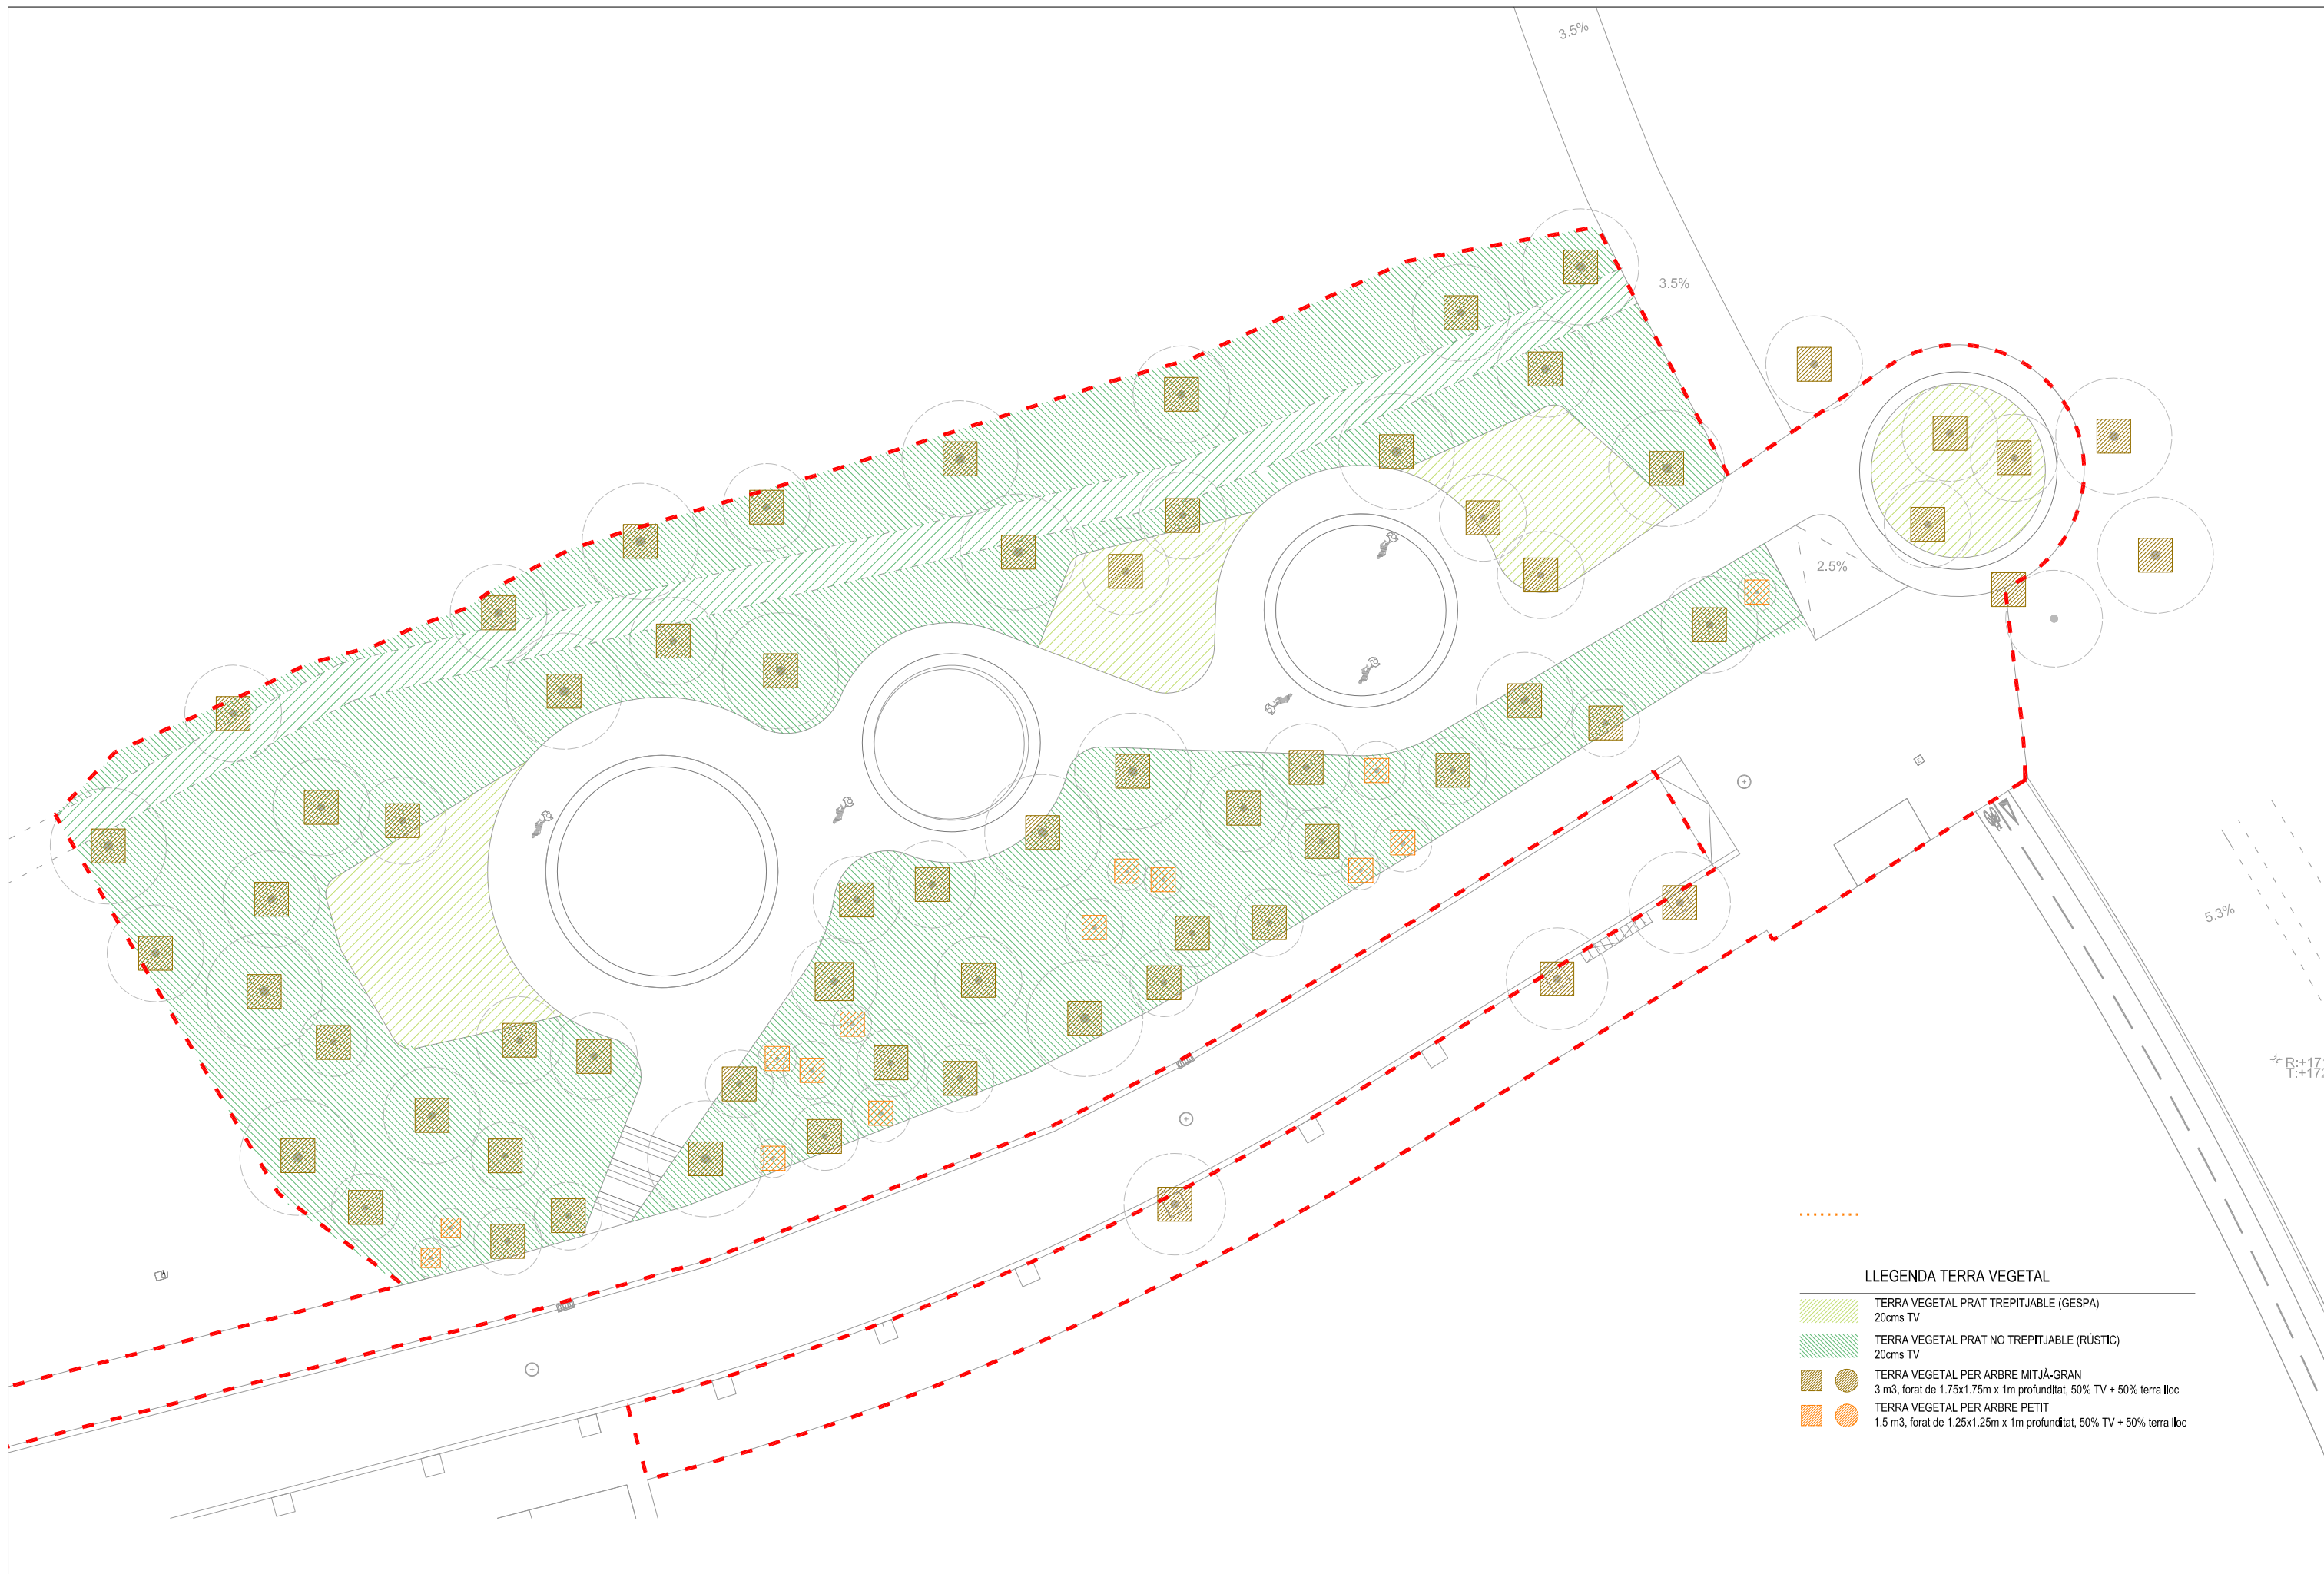 3.5%
3.5%
2.5%
5.3%
LLEGENDA TERRA VEGETAL
TERRA VEGETAL PRAT TREPITJABLE (GESPA)
20cms TV
TERRA VEGETAL PRAT NO TREPITJABLE (RÚSTIC)
20cms TV
TERRA VEGETAL PER ARBRE MITJÀ-GRAN
3 m3, forat de 1.75x1.75m x 1m profunditat, 50% TV + 50% terra lloc
TERRA VEGETAL PER ARBRE PETIT
1.5 m3, forat de 1.25x1.25m x 1m profunditat, 50% TV + 50% terra lloc